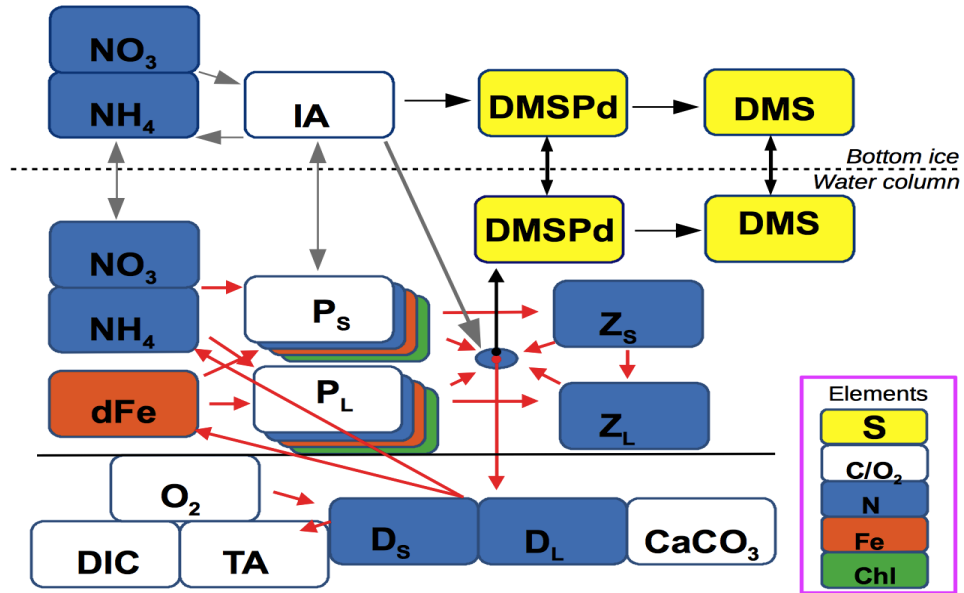 NO3
NH4
IA
DMSPd
DMS
Bottom ice
Water column
DMSPd
DMS
NO3
NH4
PS
ZS
dFe
PL
ZL
O2
DIC
TA
DS
DL
CaCO3
Elements
S
C/O2
N
Fe
Chl